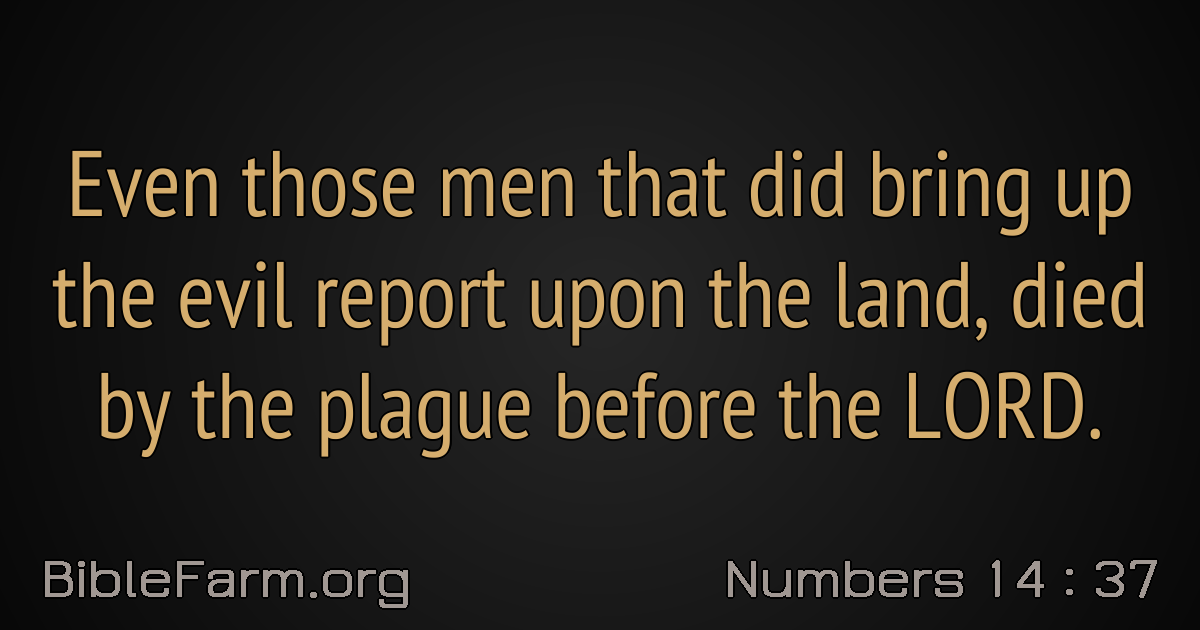 Even those men that did bring up
the evil report upon the land, died
by the plague before the LORD.
BibleFarm.org
Numbers 14 : 37